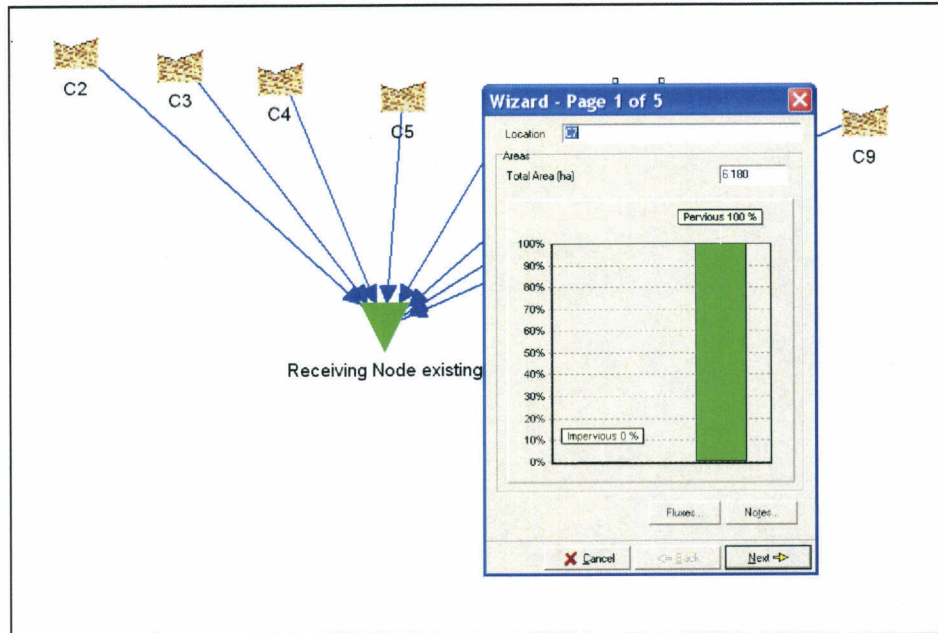 C2
C3
C4
C5
C9
Receiving Node existing
Wizard - Page 1 of 5
Location C7
Areas
Total Area (ha) 6.180
Pervious 100 %
100%
90%
80%
70%
60%
50%
40%
30%
20%
10%
0%
Impervious 0 %
Fluxes...
Notes...
Cancel
<= Back
Next